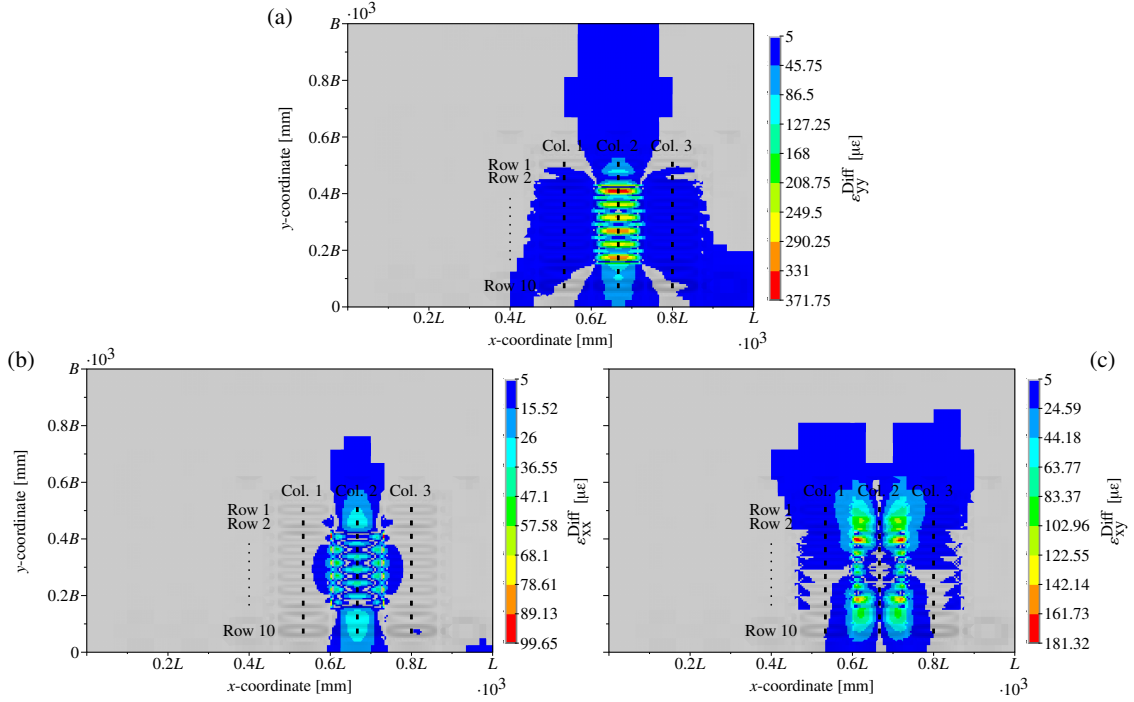 (a)
B ·10³
0.8B
0.6B
0.4B
0.2B
0
y-coordinate [mm]
Col. 1 Col. 2 Col. 3
Row 1
Row 2
Row 10
0.2L 0.4L 0.6L 0.8L L
x-coordinate [mm]
·10³
5
45.75
86.5
127.25
168
208.75
249.5
290.25
331
371.75
εyy^Diff [με]
(b)
B ·10³
0.8B
0.6B
0.4B
0.2B
0
y-coordinate [mm]
Col. 1 Col. 2 Col. 3
Row 1
Row 2
Row 10
0.2L 0.4L 0.6L 0.8L L
x-coordinate [mm]
·10³
5
15.52
26
36.55
47.1
57.58
68.1
78.61
89.13
99.65
εxx^Diff [με]
(c)
Col. 1 Col. 2 Col. 3
Row 1
Row 2
Row 10
0.2L 0.4L 0.6L 0.8L L
x-coordinate [mm]
·10³
5
24.59
44.18
63.77
83.37
102.96
122.55
142.14
161.73
181.32
εxy^Diff [με]